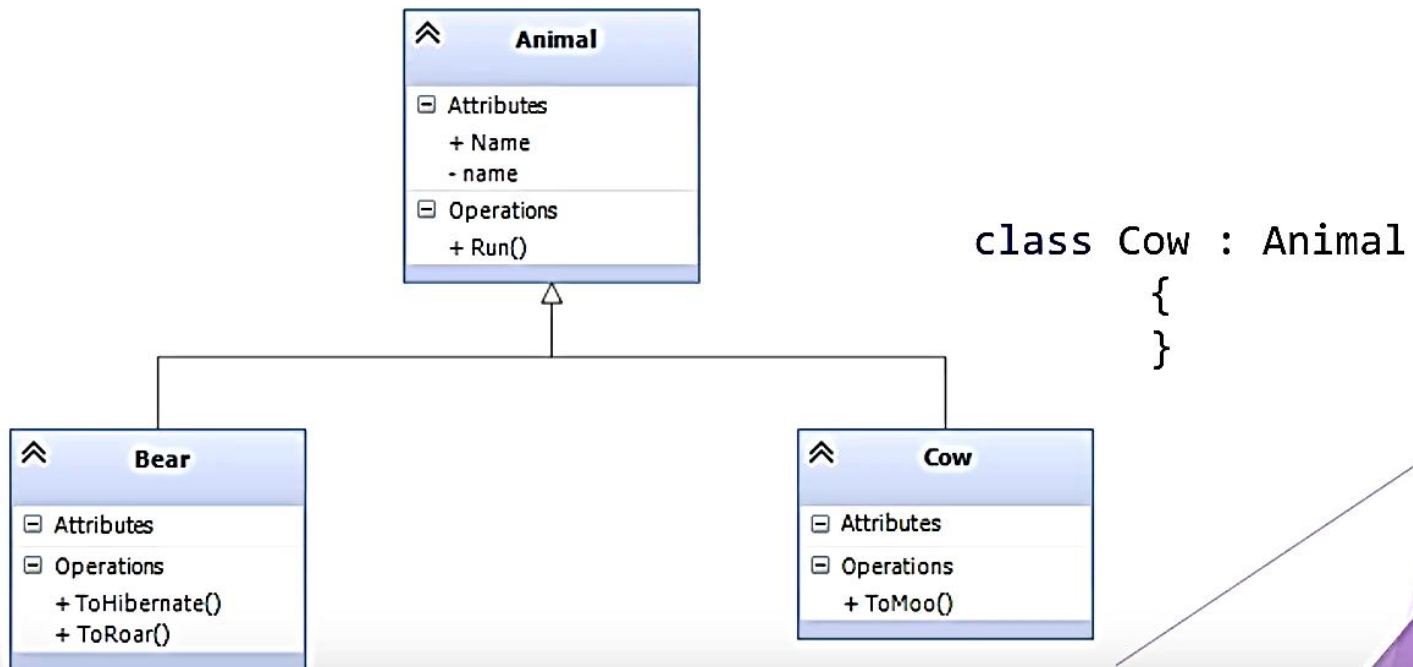 Animal
Attributes
+ Name
- name
Operations
+ Run()
class Cow : Animal
{
}
Bear
Attributes
Operations
+ ToHibernate()
+ ToRoar()
Cow
Attributes
Operations
+ ToMoo()